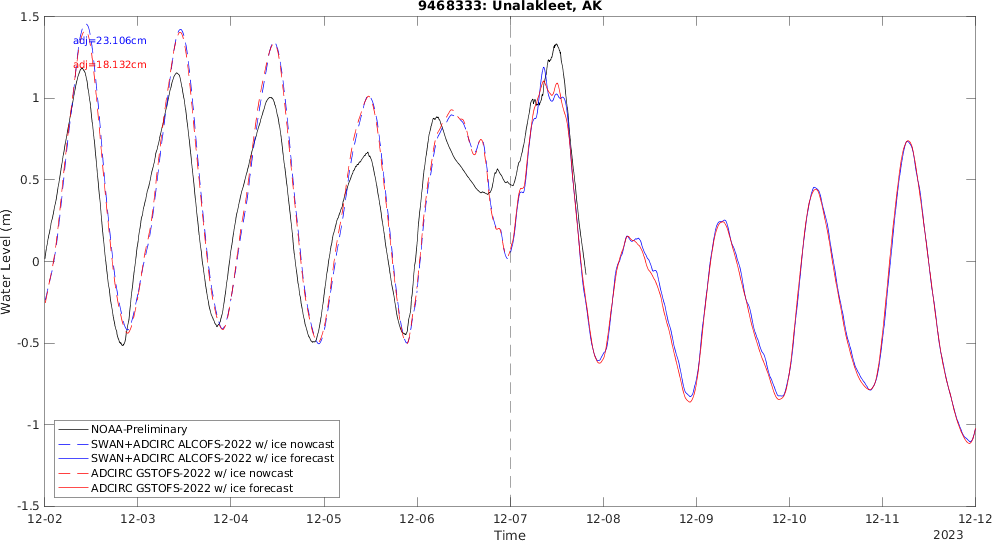 9468333: Unalakleet, AK
1.5
1
0.5
0
-0.5
-1
-1.5
Water Level (m)
adj=23.106cm
adj=18.132cm
NOAA-Preliminary
SWAN+ADCIRC ALCOFS-2022 w/ ice nowcast
SWAN+ADCIRC ALCOFS-2022 w/ ice forecast
ADCIRC GSTOFS-2022 w/ ice nowcast
ADCIRC GSTOFS-2022 w/ ice forecast
12-02 12-03 12-04 12-05 12-06 12-07 12-08 12-09 12-10 12-11 12-12
Time
2023